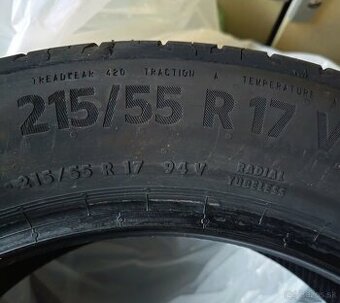 TREADWEAR 420 TRACTION A TEMPERATURE A
215/55 R 17 V
215/55 R 17 94 V RADIAL
TUBELESS